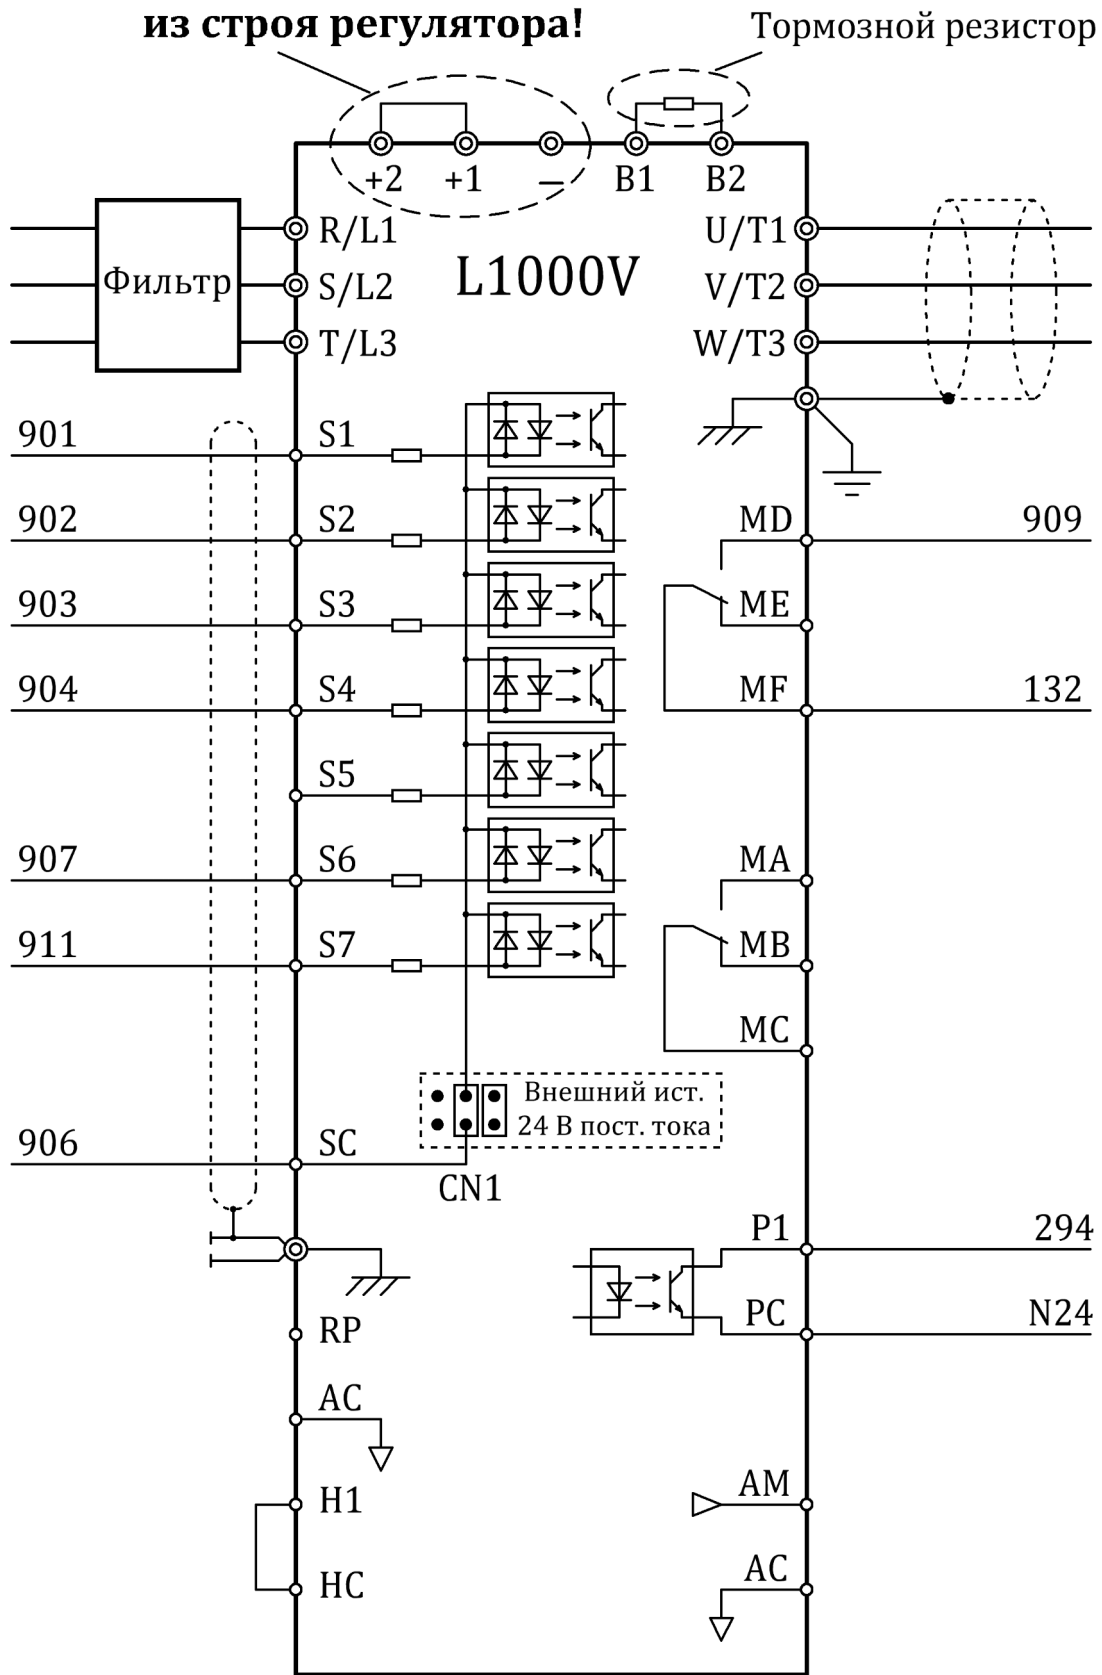 из строя регулятора!
Тормозной резистор
+2 +1 — B1 B2
R/L1 U/T1
Фильтр S/L2 L1000V V/T2
T/L3 W/T3
901 S1
902 S2 MD 909
903 S3 ME
904 S4 MF 132
S5
907 S6 MA
911 S7 MB
MC
Внешний ист.
24 В пост. тока
906 SC
CN1
P1 294
RP PC N24
AC
H1 AM
HC AC